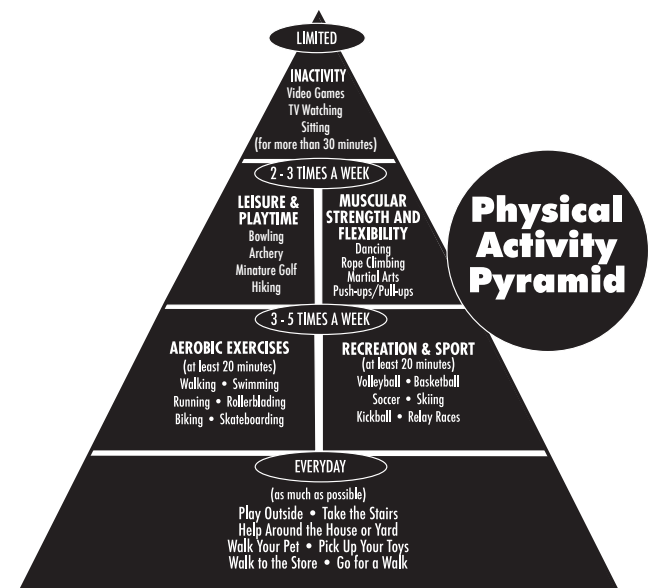 LIMITED
INACTIVITY
Video Games
TV Watching
Sitting
(for more than 30 minutes)
2 - 3 TIMES A WEEK
LEISURE &
PLAYTIME
Bowling
Archery
Minature Golf
Hiking
MUSCULAR
STRENGTH AND
FLEXIBILITY
Dancing
Rope Climbing
Martial Arts
Push-ups/Pull-ups
Physical
Activity
Pyramid
3 - 5 TIMES A WEEK
AEROBIC EXERCISES
(at least 20 minutes)
Walking • Swimming
Running • Rollerblading
Biking • Skateboarding
RECREATION & SPORT
(at least 20 minutes)
Volleyball • Basketball
Soccer • Skiing
Kickball • Relay Races
EVERYDAY
(as much as possible)
Play Outside • Take the Stairs
Help Around the House or Yard
Walk Your Pet • Pick Up Your Toys
Walk to the Store • Go for a Walk